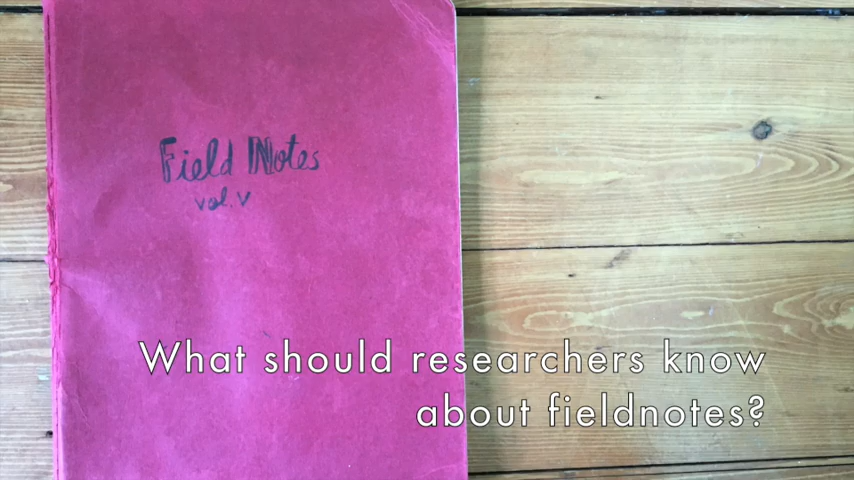 Field Notes
vol. V
What should researchers know
about fieldnotes?